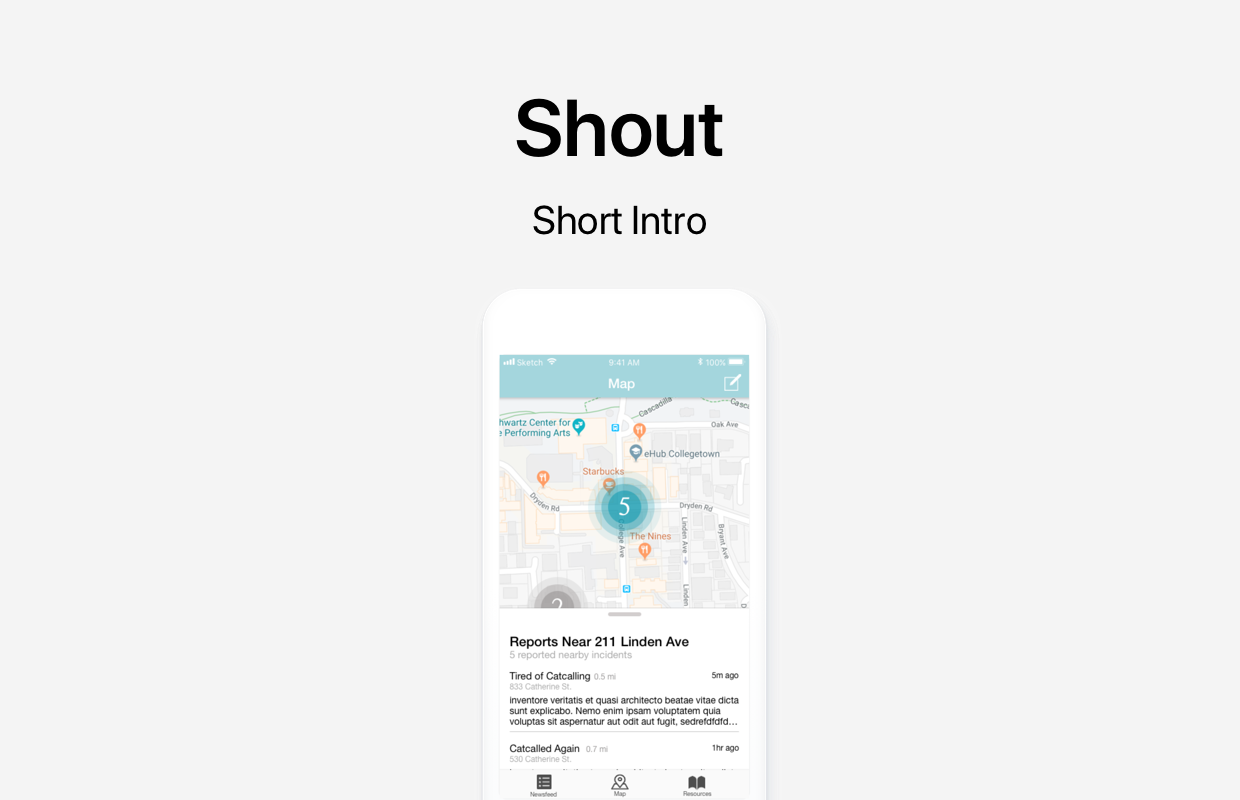 Shout
Short Intro
Sketch 9:41 AM 100%
Map
Cascadilla
Oak Ave
hwartz Center for
e Performing Arts
eHub Collegetown
Starbucks
5
Dryden Rd
Dryden Rd
College Ave
Linden Ave
Bryant Ave
The Nines
Linden
2
Reports Near 211 Linden Ave
5 reported nearby incidents
Tired of Catcalling 0.5 mi 5m ago
833 Catherine St.
inventore veritatis et quasi architecto beatae vitae dicta
sunt explicabo. Nemo enim ipsam voluptatem quia
voluptas sit aspernatur aut odit aut fugit, sedrefdfdfd...
Catcalled Again 0.7 mi 1hr ago
530 Catherine St.
Newsfeed Map Resources